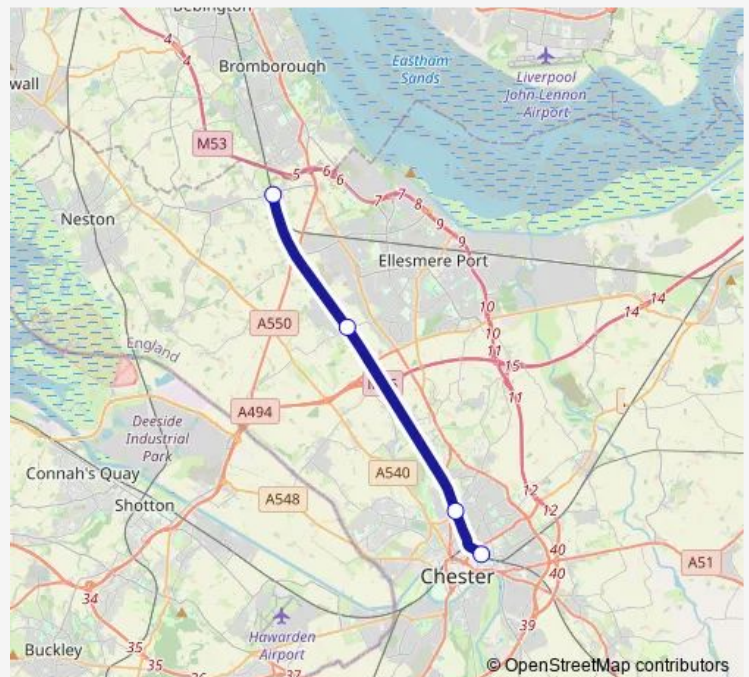 Bebington
4
4
Bromborough
wall
Eastham
Sands
Liverpool
John Lennon
Airport
M53
5
6
6
7
7
8
9
9
Neston
Ellesmere Port
10
14
14
A550
10
11
15
England
11
A494
Deeside
Industrial
Park
A540
Connah's Quay
A548
Shotton
12
12
40
A51
Chester
40
34
39
Hawarden
Airport
Buckley
35
35
36
37
© OpenStreetMap contributors